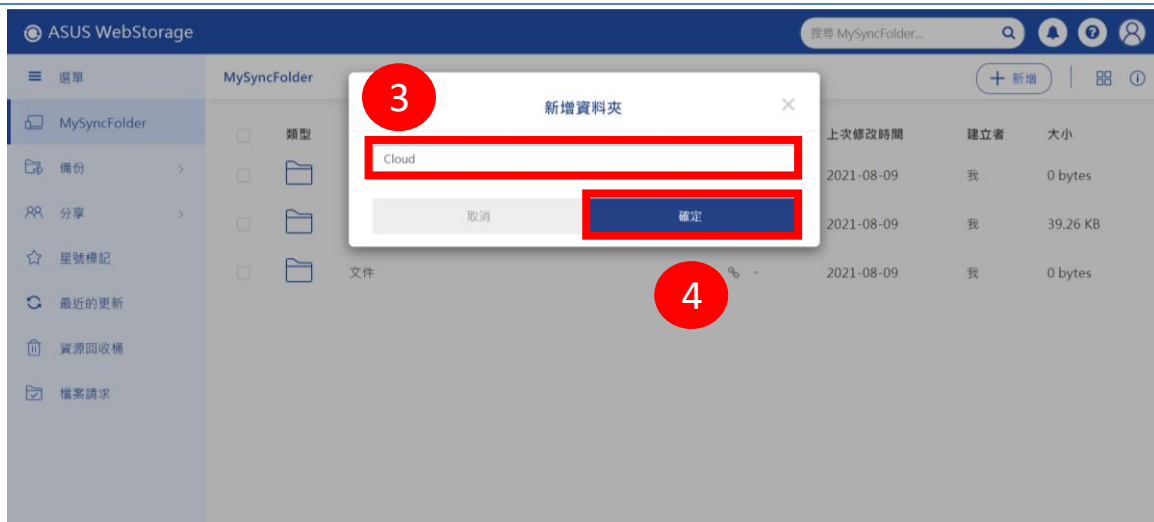 ASUS WebStorage
搜尋 MySyncFolder...
選單
MySyncFolder
新增
3
新增資料夾
MySyncFolder
類型
上次修改時間
建立者
大小
Cloud
備份
2021-08-09
我
0 bytes
取消
確定
分享
2021-08-09
我
39.26 KB
星號標記
文件
-
2021-08-09
我
0 bytes
4
最近的更新
資源回收桶
檔案請求